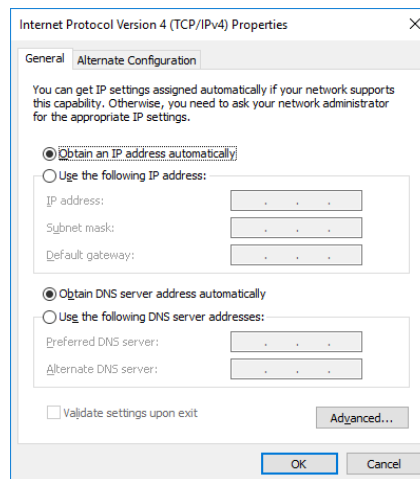 Internet Protocol Version 4 (TCP/IPv4) Properties
General
Alternate Configuration
You can get IP settings assigned automatically if your network supports
this capability. Otherwise, you need to ask your network administrator
for the appropriate IP settings.
Obtain an IP address automatically
Use the following IP address:
IP address:
Subnet mask:
Default gateway:
Obtain DNS server address automatically
Use the following DNS server addresses:
Preferred DNS server:
Alternate DNS server:
Validate settings upon exit
Advanced...
OK
Cancel